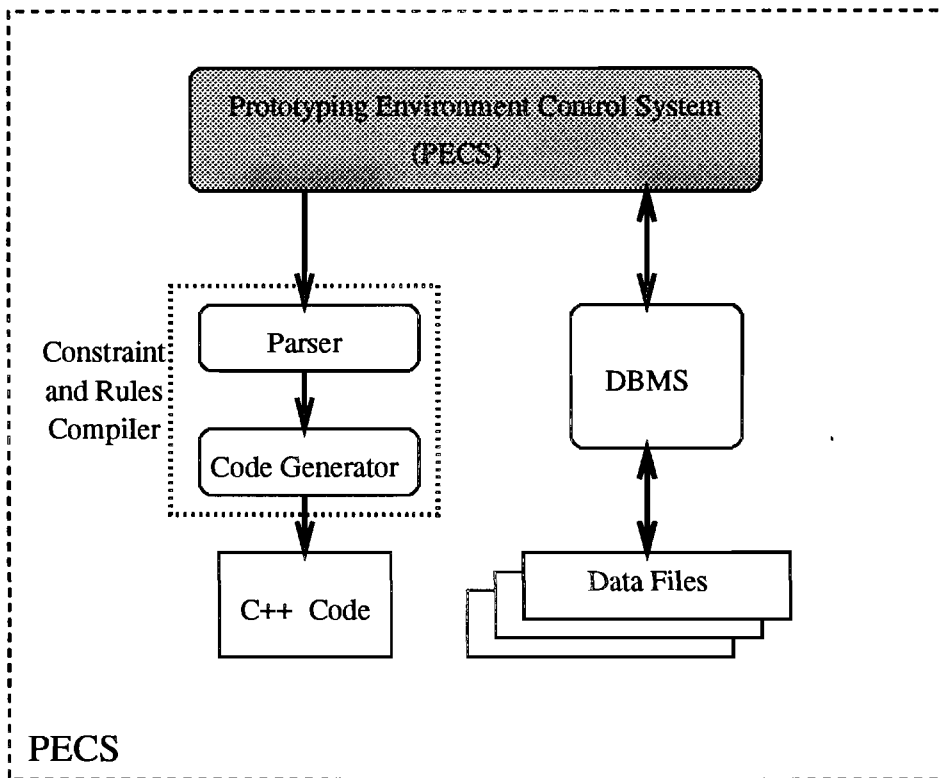 Prototyping Environment Control System
(PECS)
Parser
Constraint
and Rules
Compiler
DBMS
Code Generator
C++ Code
Data Files
PECS